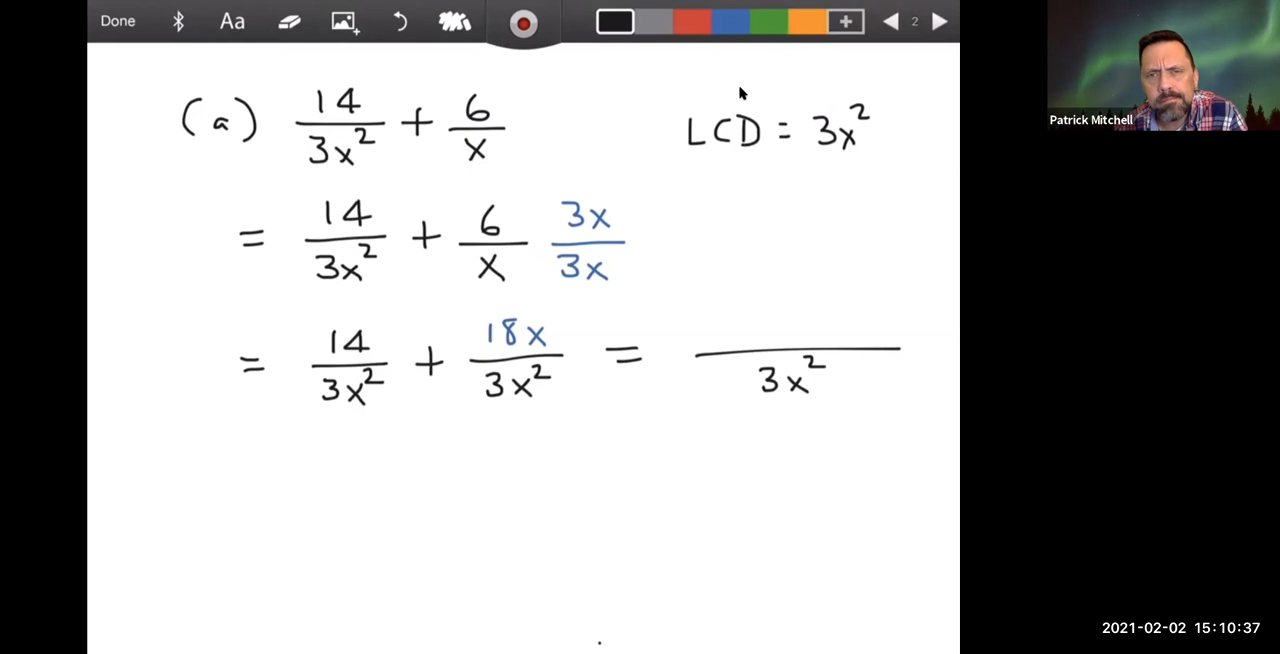 Done Aa 2
(a) 14/3x² + 6/x LCD = 3x²
Patrick Mitchell
= 14/3x² + 6/x 3x/3x
= 14/3x² + 18x/3x² = /3x²
2021-02-02 15:10:37